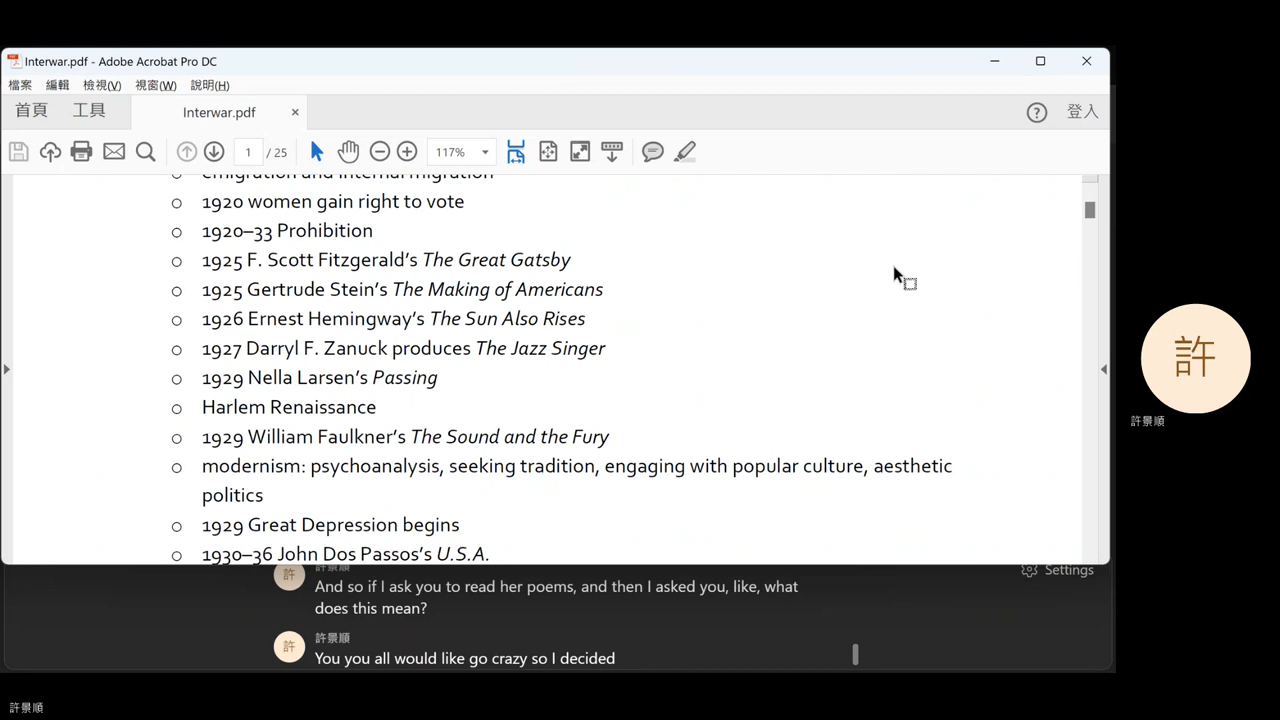 Interwar.pdf - Adobe Acrobat Pro DC
檔案 編輯 檢視(V) 視窗(W) 說明(H)
首頁 工具 Interwar.pdf × ? 登入
1 / 25 117%
emigration and internal migration
○ 1920 women gain right to vote
○ 1920–33 Prohibition
○ 1925 F. Scott Fitzgerald’s The Great Gatsby
○ 1925 Gertrude Stein’s The Making of Americans
○ 1926 Ernest Hemingway’s The Sun Also Rises
○ 1927 Darryl F. Zanuck produces The Jazz Singer
○ 1929 Nella Larsen’s Passing
○ Harlem Renaissance
○ 1929 William Faulkner’s The Sound and the Fury
○ modernism: psychoanalysis, seeking tradition, engaging with popular culture, aesthetic
politics
○ 1929 Great Depression begins
○ 1930–36 John Dos Passos’s U.S.A.
許
許景順
Settings
許 許景順
And so if I ask you to read her poems, and then I asked you, like, what
does this mean?
許 許景順
You you all would like go crazy so I decided
許景順